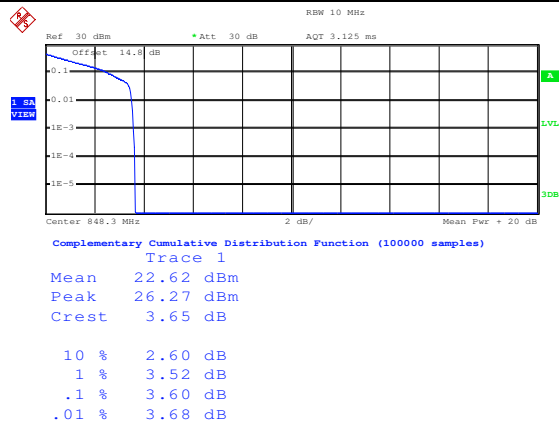 R S
RBW 10 MHz
Ref 30 dBm * Att 30 dB AQT 3.125 ms
Offset 14.8 dB
0.1
A
0.01
1 SA
VIEW
1E-3
LVL
1E-4
1E-5
3DB
Center 848.3 MHz 2 dB/ Mean Pwr + 20 dB
Complementary Cumulative Distribution Function (100000 samples)
Trace 1
Mean 22.62 dBm
Peak 26.27 dBm
Crest 3.65 dB
10 % 2.60 dB
1 % 3.52 dB
.1 % 3.60 dB
.01 % 3.68 dB